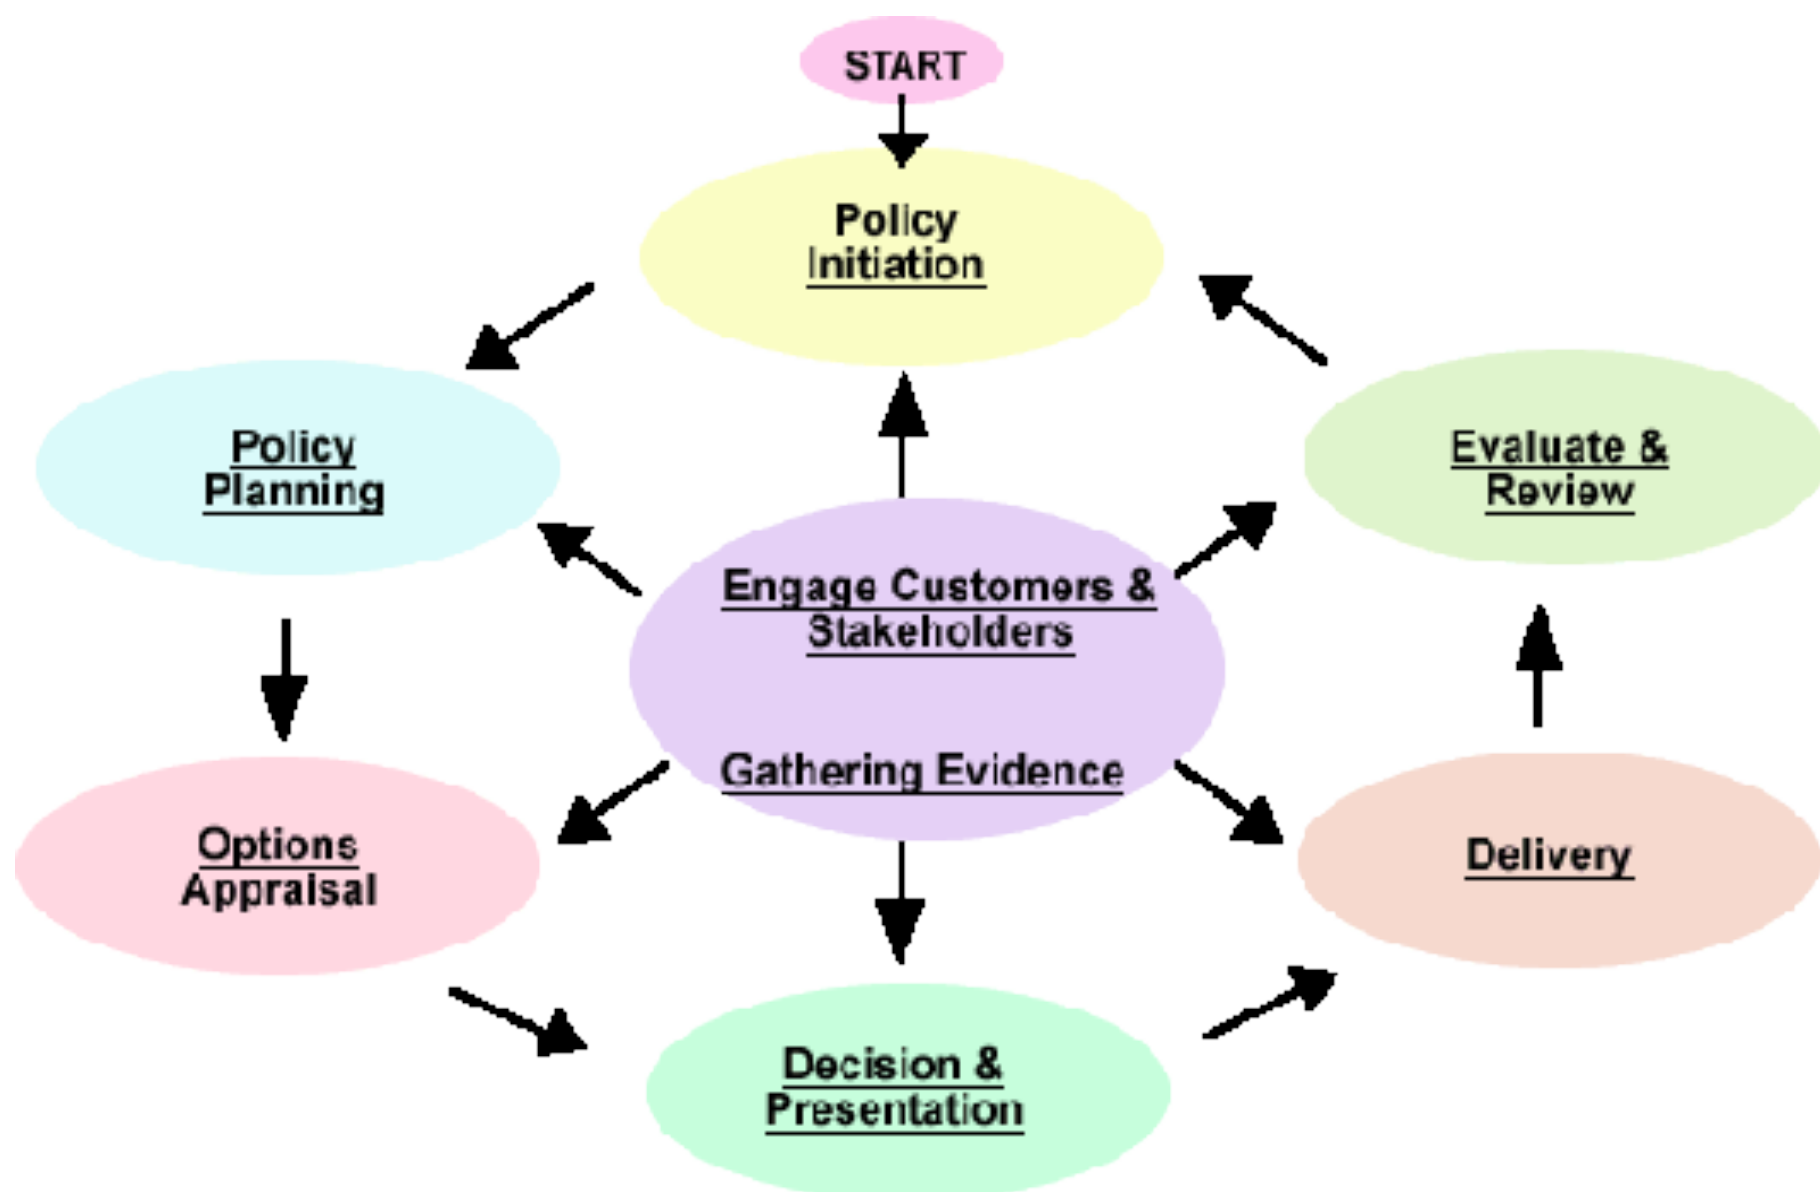 START
Policy
Initiation
Policy
Planning
Evaluate &
Review
Engage Customers &
Stakeholders
Gathering Evidence
Options
Appraisal
Delivery
Decision &
Presentation